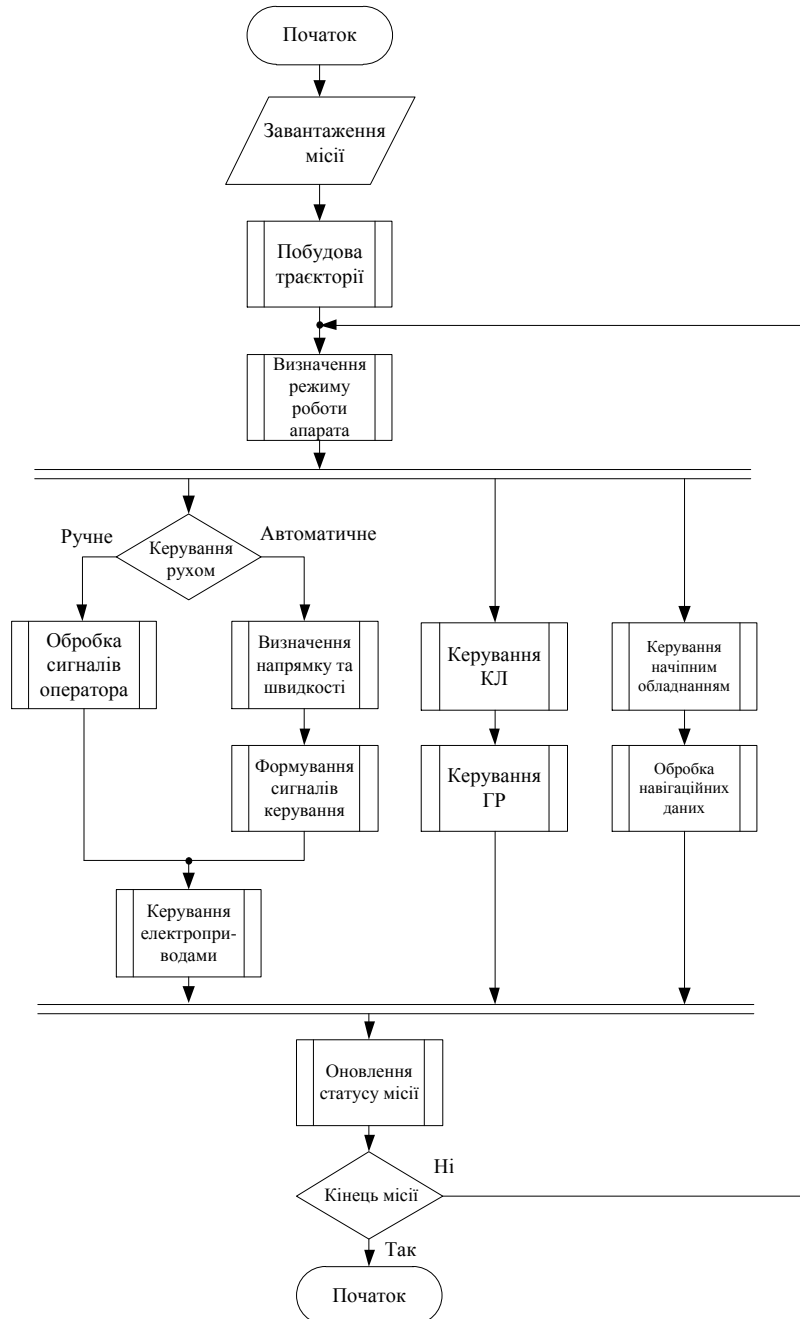 Початок
Завантаження
місії
Побудова
траєкторії
Визначення
режиму
роботи
апарата
Ручне
Автоматичне
Керування
рухом
Обробка
сигналів
оператора
Визначення
напрямку та
швидкості
Керування
КЛ
Керування
начіпним
обладнанням
Формування
сигналів
керування
Керування
ГР
Обробка
навігаційних
даних
Керування
електропри-
водами
Оновлення
статусу місії
Ні
Кінець місії
Так
Початок